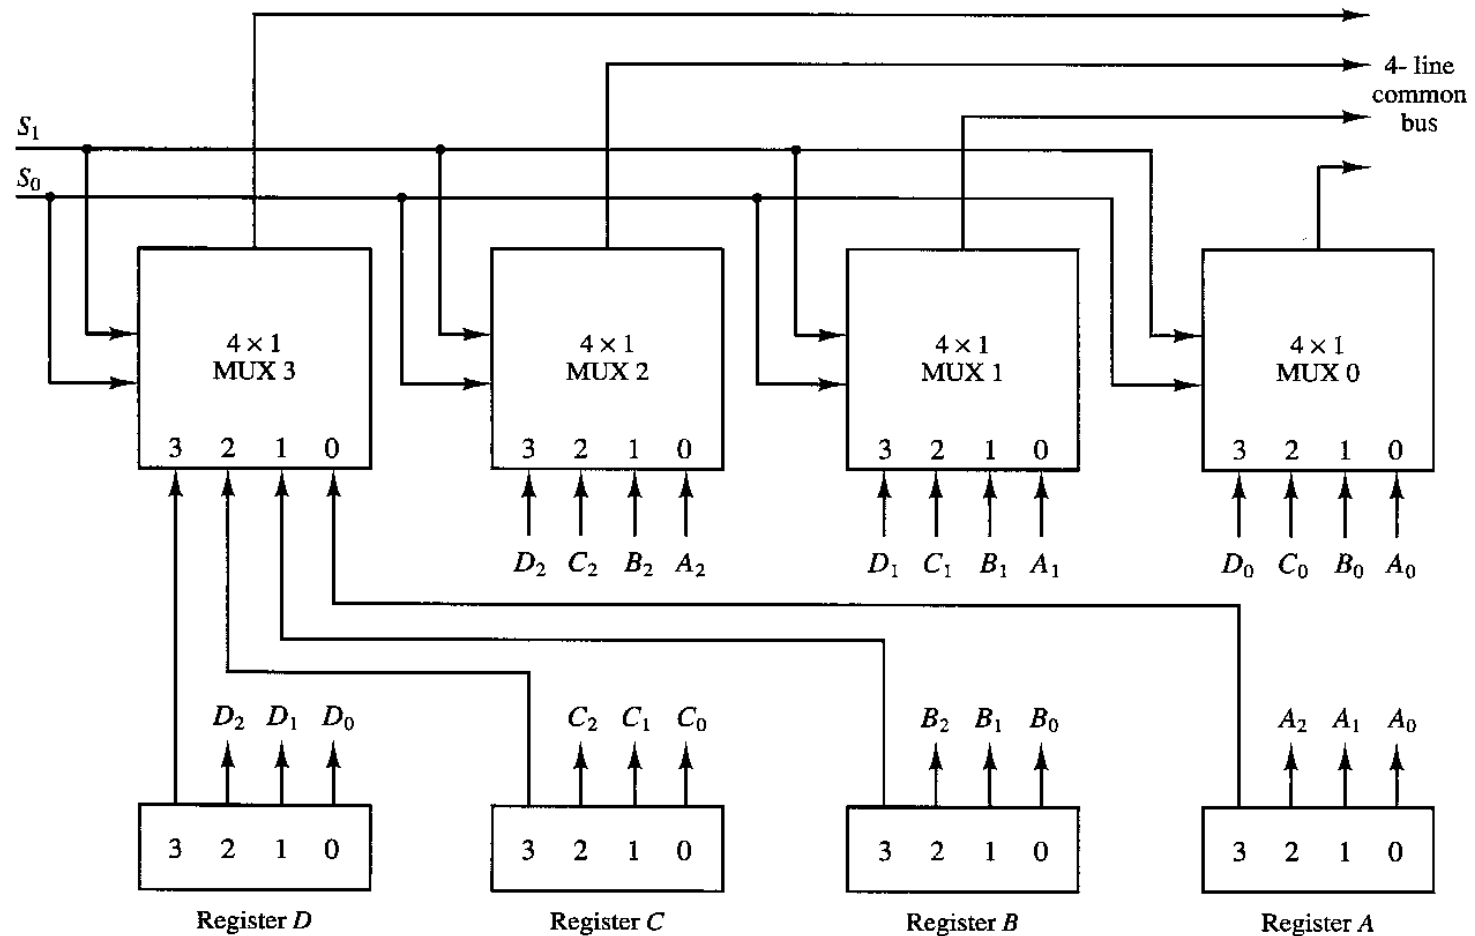 4- line
common
bus
S₁
S₀
4 × 1
MUX 3
3 2 1 0
4 × 1
MUX 2
3 2 1 0
4 × 1
MUX 1
3 2 1 0
4 × 1
MUX 0
3 2 1 0
D₂ C₂ B₂ A₂
D₁ C₁ B₁ A₁
D₀ C₀ B₀ A₀
D₂ D₁ D₀
C₂ C₁ C₀
B₂ B₁ B₀
A₂ A₁ A₀
3 2 1 0
3 2 1 0
3 2 1 0
3 2 1 0
Register D
Register C
Register B
Register A